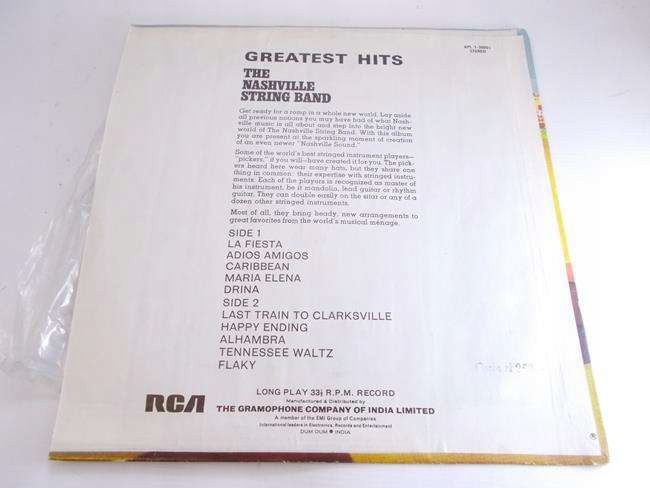 GREATEST HITS
STEREO
THE
NASHVILLE
STRING BAND
Get ready for a romp in a whole new world. Lay aside
all previous notions you may have had of what Nash-
ville music is all about and step into the bright new
world of The Nashville String Band. With this album
you are present at the sparkling moment of creation
of an even newer "Nashville Sound."
Some of the world's best stringed instrument players—
"pickers," if you will—have created it for you. The pick-
ers heard here wear many hats, but they share one
thing in common: their expertise with stringed instru-
ments. Each of the players is recognized as master of
his instrument, be it mandolin, lead guitar or rhythm
guitar. They can double easily on the sitar or any of a
dozen other stringed instruments.
Most of all, they bring heady, new arrangements to
great favorites from the world's musical ménage.
SIDE 1
LA FIESTA
ADIOS AMIGOS
CARIBBEAN
MARIA ELENA
DRINA
SIDE 2
LAST TRAIN TO CLARKSVILLE
HAPPY ENDING
ALHAMBRA
TENNESSEE WALTZ
FLAKY
LONG PLAY 33⅓ R.P.M. RECORD
RCA
Manufactured & Distributed by
THE GRAMOPHONE COMPANY OF INDIA LIMITED
A member of the EMI Group of Companies.
International leaders in Electronics, Records and Entertainment
DUM DUM ● INDIA
®